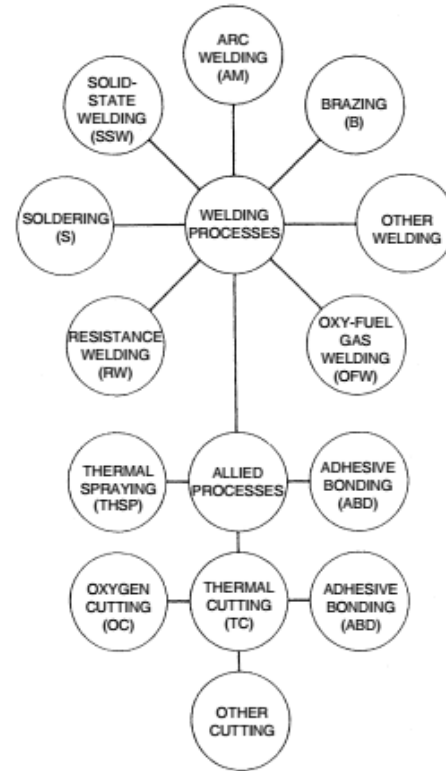 ARC
WELDING
(AM)
SOLID-
STATE
WELDING
(SSW)
BRAZING
(B)
SOLDERING
(S)
WELDING
PROCESSES
OTHER
WELDING
RESISTANCE
WELDING
(RW)
OXY-FUEL
GAS
WELDING
(OFW)
THERMAL
SPRAYING
(THSP)
ALLIED
PROCESSES
ADHESIVE
BONDING
(ABD)
OXYGEN
CUTTING
(OC)
THERMAL
CUTTING
(TC)
ADHESIVE
BONDING
(ABD)
OTHER
CUTTING